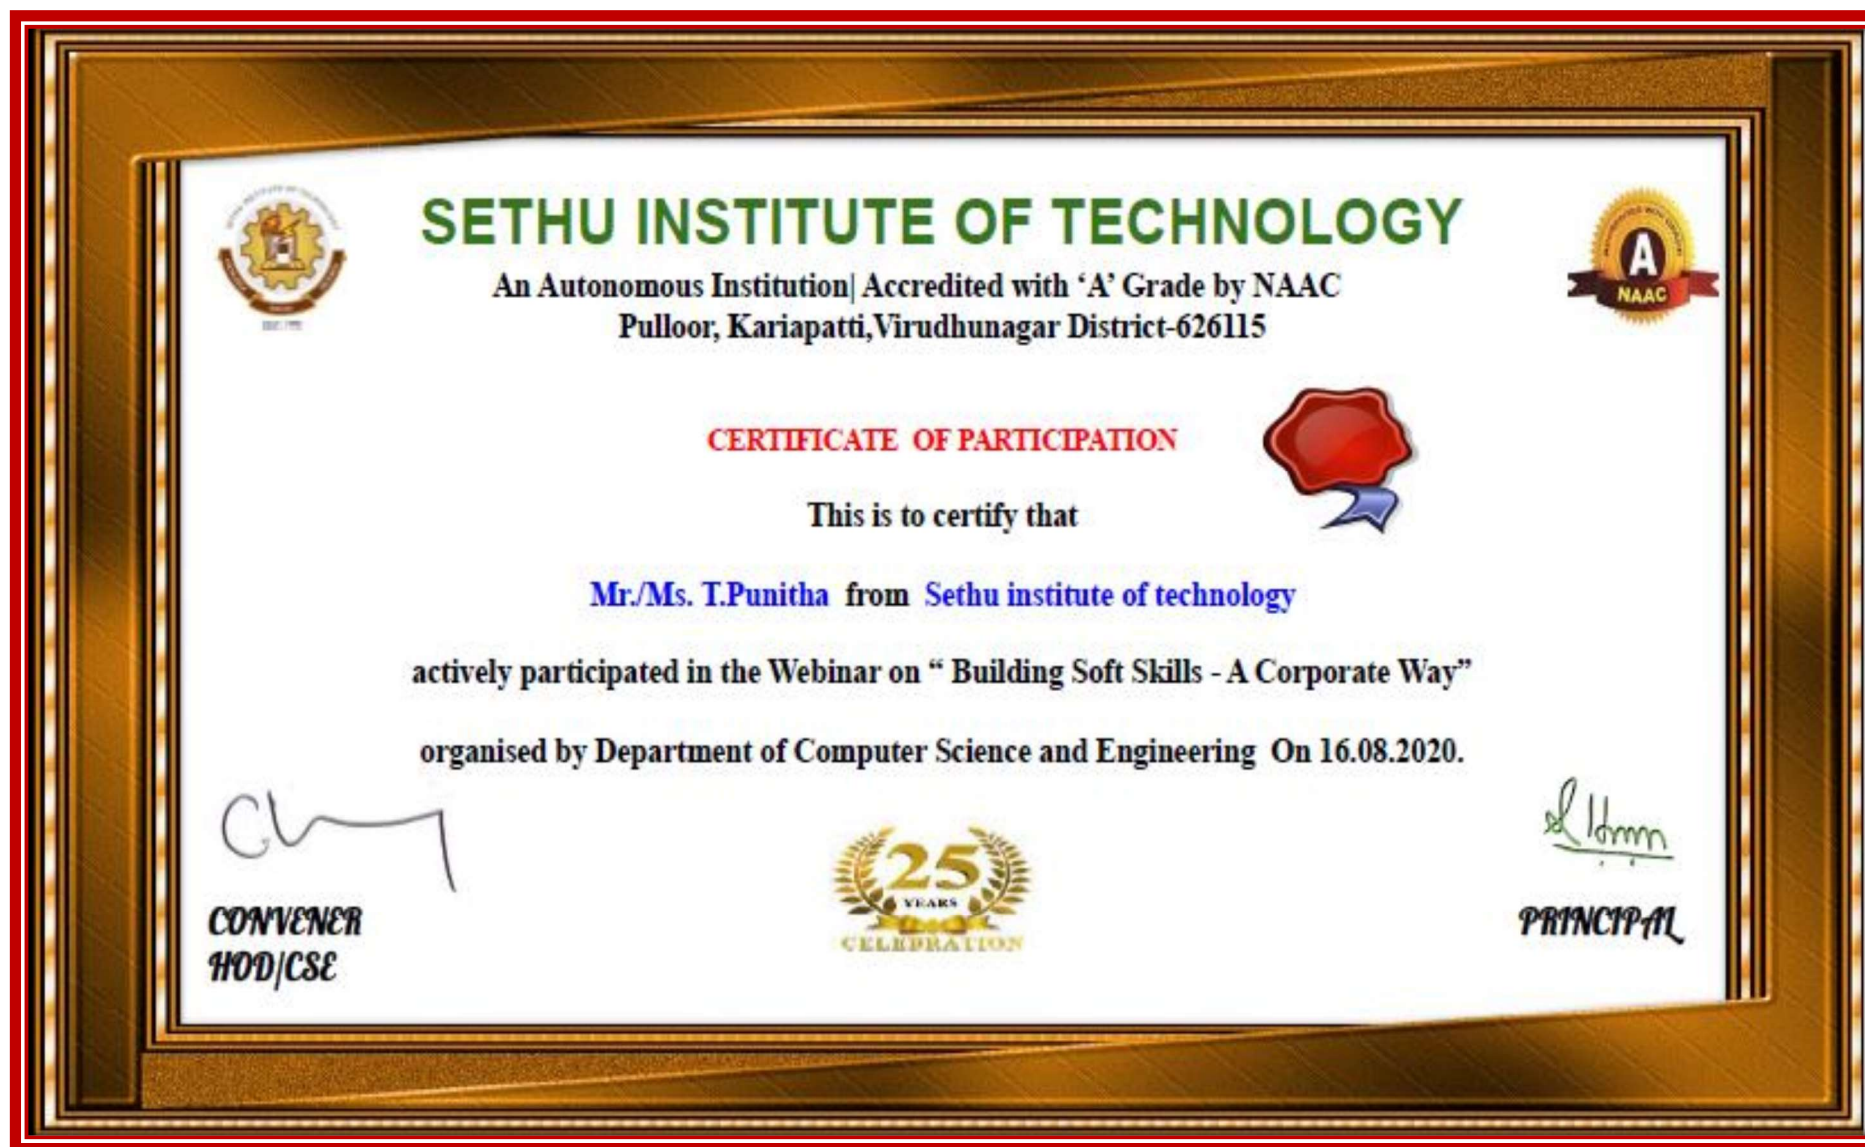 SETHU INSTITUTE OF TECHNOLOGY
An Autonomous Institution| Accredited with ‘A’ Grade by NAAC
Pulloor, Kariapatti,Virudhunagar District-626115
A
NAAC
CERTIFICATE OF PARTICIPATION
This is to certify that
Mr./Ms. T.Punitha from Sethu institute of technology
actively participated in the Webinar on “ Building Soft Skills - A Corporate Way”
organised by Department of Computer Science and Engineering On 16.08.2020.
25
YEARS
CELEBRATION
CONVENER
HOD/CSE
PRINCIPAL